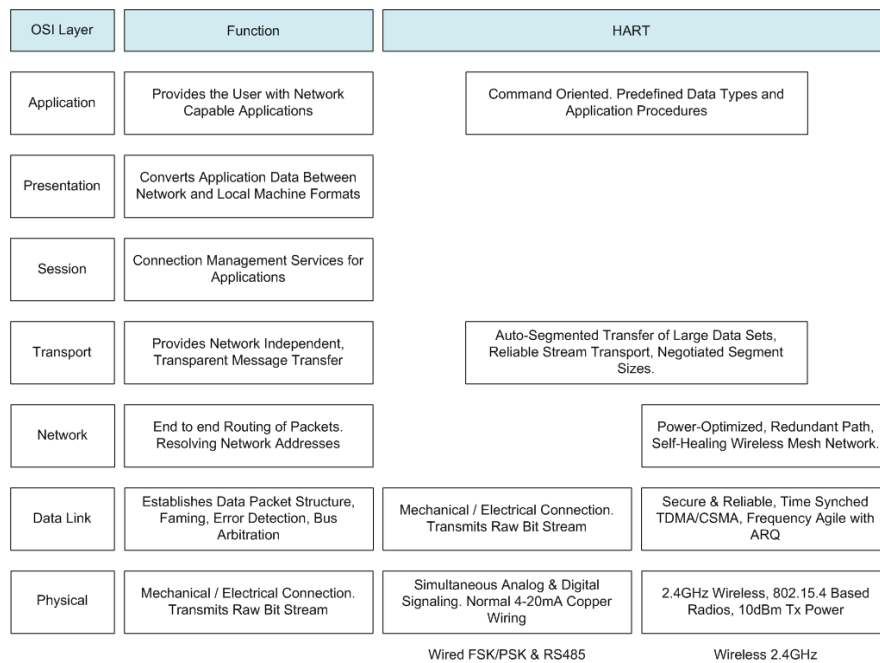 OSI Layer
Function
HART
Application
Provides the User with Network
Capable Applications
Command Oriented. Predefined Data Types and
Application Procedures
Presentation
Converts Application Data Between
Network and Local Machine Formats
Session
Connection Management Services for
Applications
Transport
Provides Network Independent,
Transparent Message Transfer
Auto-Segmented Transfer of Large Data Sets,
Reliable Stream Transport, Negotiated Segment
Sizes.
Network
End to end Routing of Packets.
Resolving Network Addresses
Power-Optimized, Redundant Path,
Self-Healing Wireless Mesh Network.
Data Link
Establishes Data Packet Structure,
Faming, Error Detection, Bus
Arbitration
Mechanical / Electrical Connection.
Transmits Raw Bit Stream
Secure & Reliable, Time Synched
TDMA/CSMA, Frequency Agile with
ARQ
Physical
Mechanical / Electrical Connection.
Transmits Raw Bit Stream
Simultaneous Analog & Digital
Signaling. Normal 4-20mA Copper
Wiring
2.4GHz Wireless, 802.15.4 Based
Radios, 10dBm Tx Power
Wired FSK/PSK & RS485
Wireless 2.4GHz